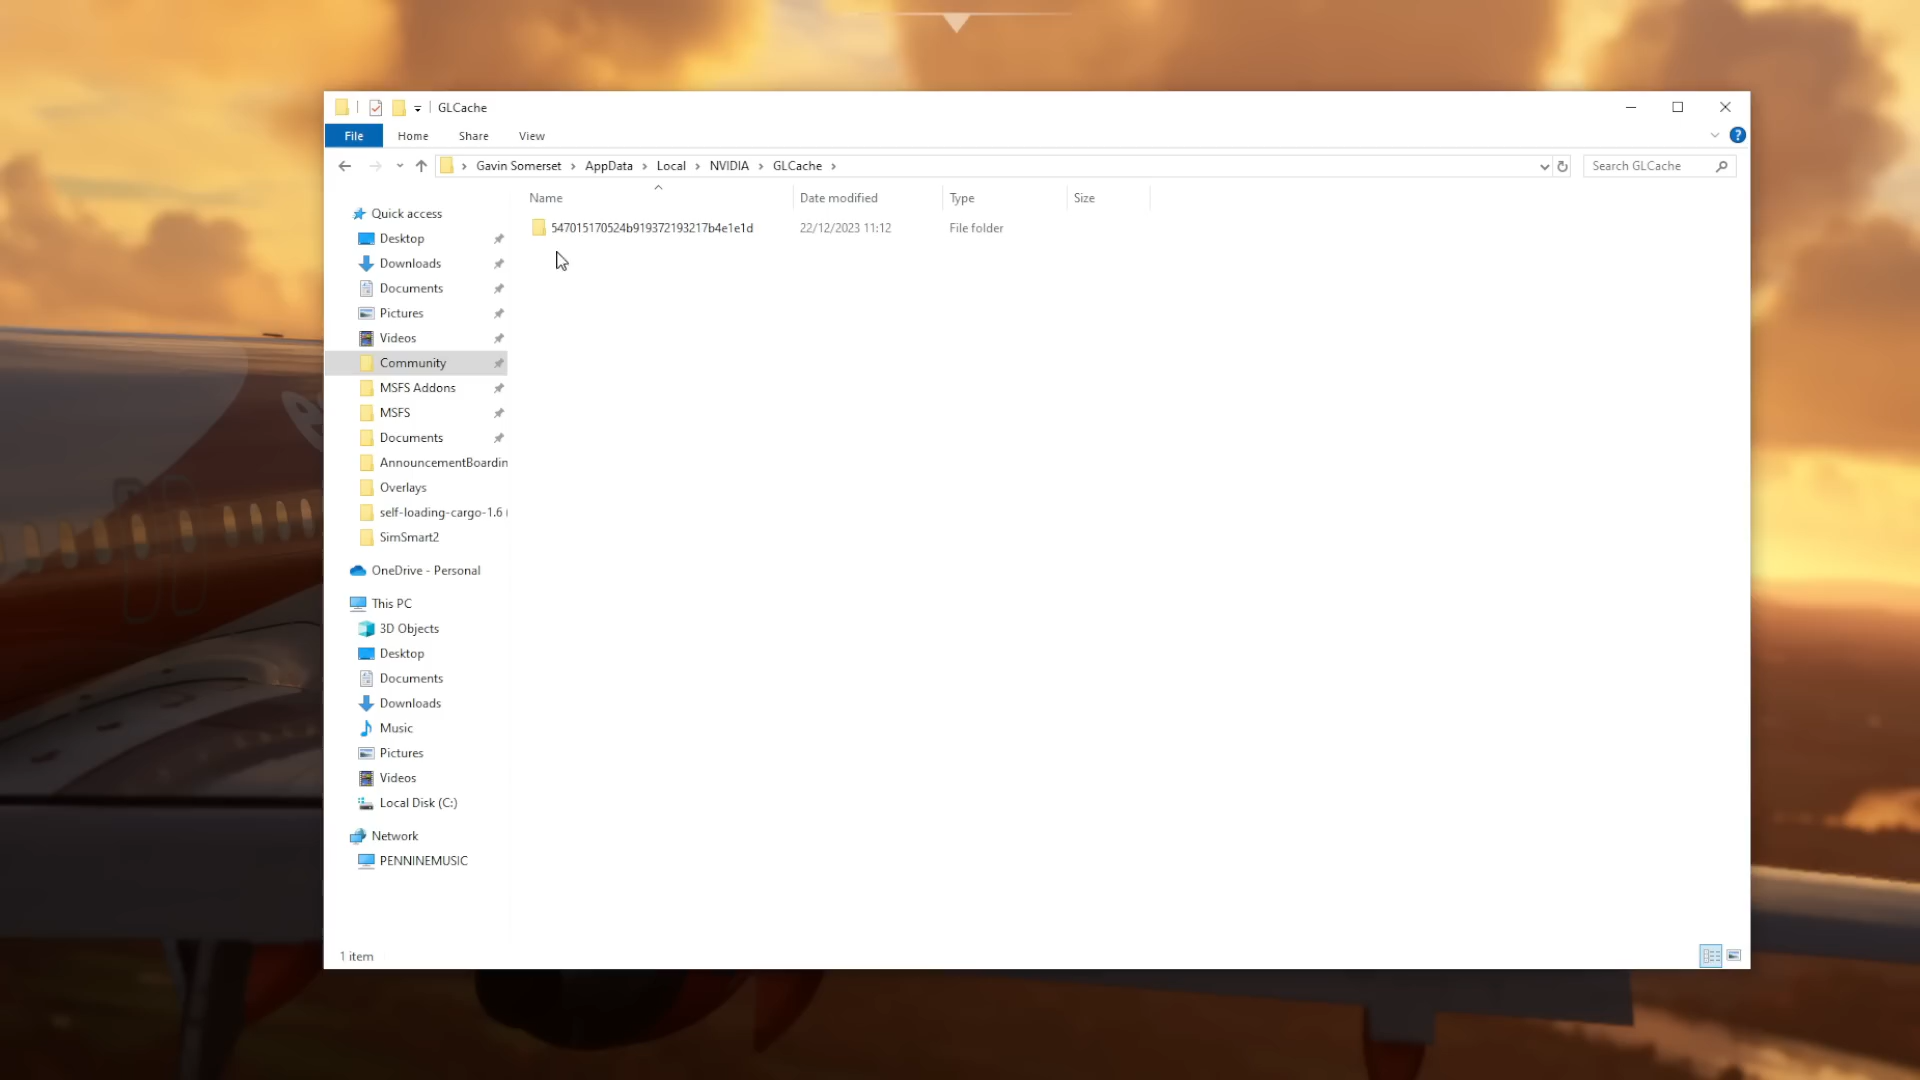 GLCache
File Home Share View
Gavin Somerset AppData Local NVIDIA GLCache
Search GLCache
Name Date modified Type Size
547015170524b919372193217b4e1e1d 22/12/2023 11:12 File folder
Quick access
Desktop
Downloads
Documents
Pictures
Videos
Community
MSFS Addons
MSFS
Documents
AnnouncementBoardin
Overlays
self-loading-cargo-1.6
SimSmart2
OneDrive - Personal
This PC
3D Objects
Desktop
Documents
Downloads
Music
Pictures
Videos
Local Disk (C:)
Network
PENNINEMUSIC
1 item